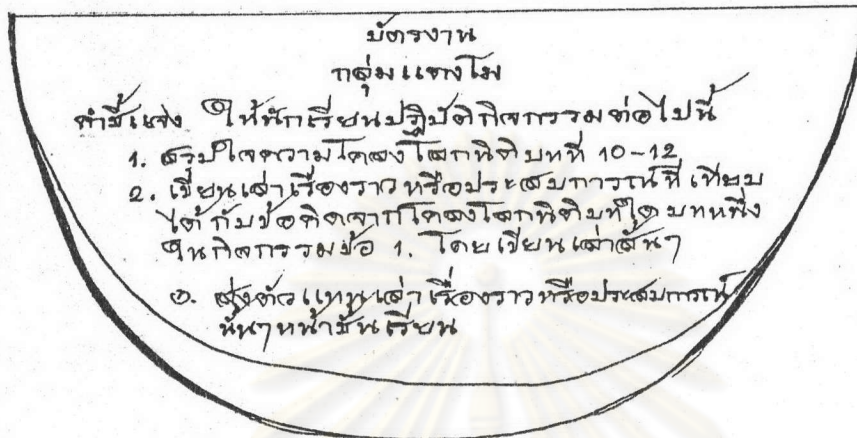 บัตรงาน
กลุ่มแตงโม
คำชี้แจง ให้นักเรียนปฏิบัติกิจกรรมต่อไปนี้
1. สรุปใจความโคลงโลกนิติบทที่ 10-12
2. เขียนเล่าเรื่องราวหรือประสบการณ์ที่เทียบ
ได้กับข้อคิดจากโคลงโลกนิติบทใดบทหนึ่ง
ในกิจกรรมข้อ 1. โดยเขียนเล่าสั้นๆ
๓. ส่งตัวแทนเล่าเรื่องราวหรือประสบการณ์
นั้นๆหน้าชั้นเรียน